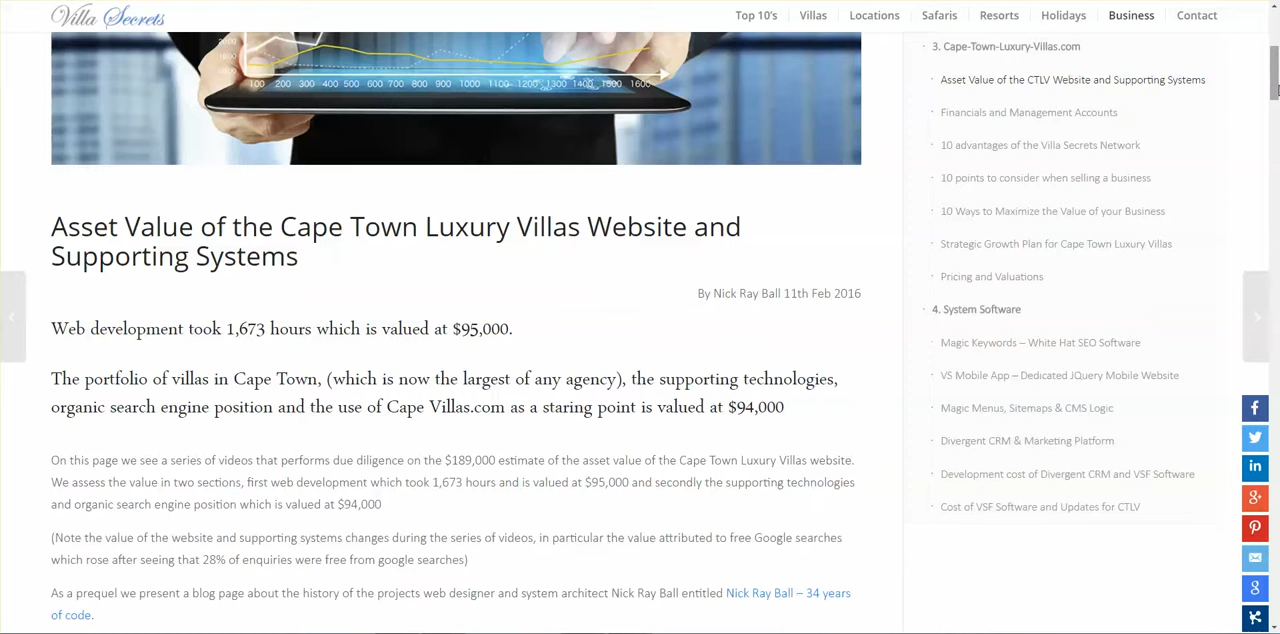 Villa Secrets
Top 10's
Villas
Locations
Safaris
Resorts
Holidays
Business
Contact
100 200 300 400 500 600 700 800 900 1000 1100 1200 1300 1400 1500 1600
Asset Value of the Cape Town Luxury Villas Website and
Supporting Systems
By Nick Ray Ball 11th Feb 2016
Web development took 1,673 hours which is valued at $95,000.
The portfolio of villas in Cape Town, (which is now the largest of any agency), the supporting technologies,
organic search engine position and the use of Cape Villas.com as a staring point is valued at $94,000
On this page we see a series of videos that performs due diligence on the $189,000 estimate of the asset value of the Cape Town Luxury Villas website.
We assess the value in two sections, first web developent which took 1,673 hours and is valued at $95,000 and secondly the supporting technologies
and organic search engine position which is valued at $94,000
(Note the value of the website and supporting systems changes during the series of videos, in particular the value attributed to free Google searches
which rose after seeing that 28% of enquiries were free from google searches)
As a prequel we present a blog page about the history of the projects web designer and system architect Nick Ray Ball entitled Nick Ray Ball – 34 years
of code.
3. Cape-Town-Luxury-Villas.com
Asset Value of the CTLV Website and Supporting Systems
Financials and Management Accounts
10 advantages of the Villa Secrets Network
10 points to consider when selling a business
10 Ways to Maximize the Value of your Business
Strategic Growth Plan for Cape Town Luxury Villas
Pricing and Valuations
4. System Software
Magic Keywords – White Hat SEO Software
VS Mobile App – Dedicated JQuery Mobile Website
Magic Menus, Sitemaps & CMS Logic
Divergent CRM & Marketing Platform
Development cost of Divergent CRM and VSF Software
Cost of VSF Software and Updates for CTLV